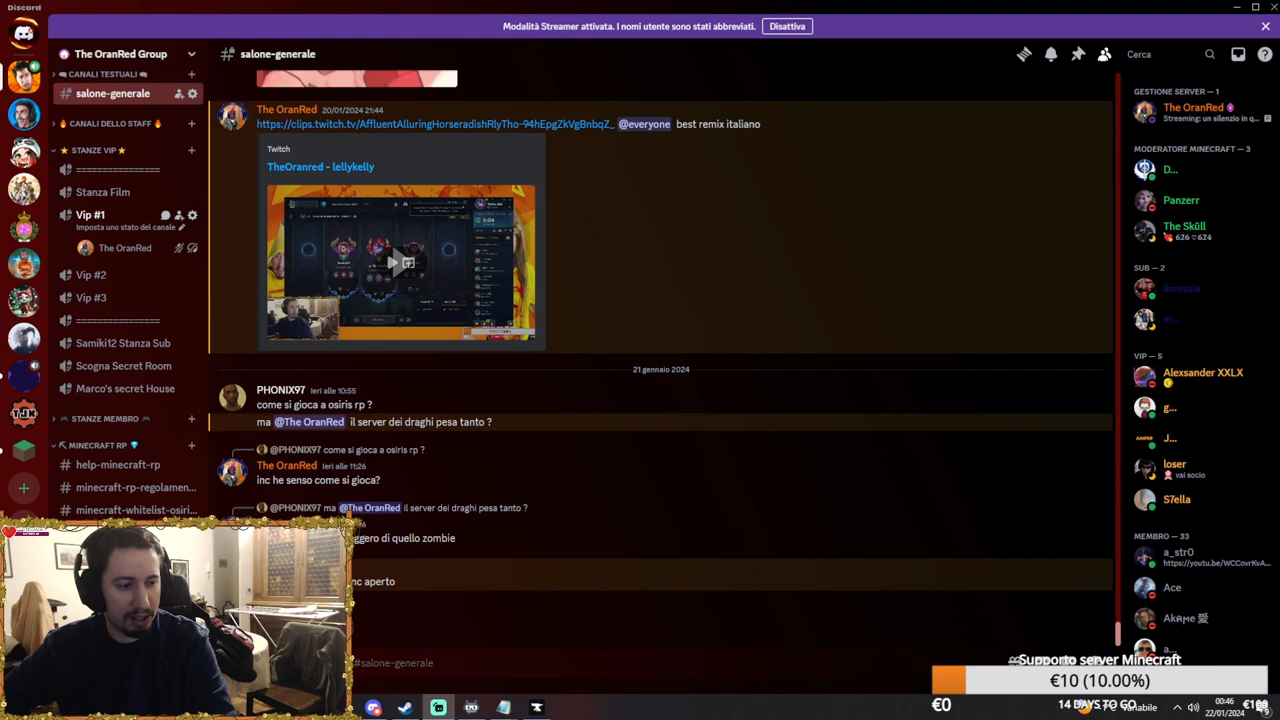 Discord
Modalità Streamer attivata. I nomi utente sono stati abbreviati. Disattiva
The OranRed Group
salone-generale
Cerca
CANALI TESTUALI
salone-generale
CANALI DELLO STAFF
STANZE VIP
===============
Stanza Film
Vip #1
Imposta uno stato del canale
The OranRed
Vip #2
Vip #3
===============
Samiki12 Stanza Sub
Scogna Secret Room
Marco's secret House
STANZE MEMBRO
MINECRAFT RP
help-minecraft-rp
minecraft-rp-regolamen...
minecraft-whitelist-osiri...
The OranRed 20/01/2024 21:44
https://clips.twitch.tv/AffluentAlluringHorseradishRlyTho-94hEpgZkVgBnbqZ_ @everyone best remix italiano
Twitch
TheOranred - lellykelly
21 gennaio 2024
PHONIX97 Ieri alle 10:55
come si gioca a osiris rp ?
ma @The OranRed il server dei draghi pesa tanto ?
@PHONIX97 come si gioca a osiris rp ?
The OranRed Ieri alle 11:26
inc he senso come si gioca?
@PHONIX97 ma @The OranRed il server dei draghi pesa tanto ?
ggero di quello zombie
nc aperto
#salone-generale
GESTIONE SERVER — 1
The OranRed
Streaming: un silenzio in q...
MODERATORE MINECRAFT — 3
D...
Panzerr
The Skûll
626 624
SUB — 2
ilmessia
m...
VIP — 5
Alexsander XXLX
g...
J...
loser
vai socio
S7ella
MEMBRO — 33
a_str0
https://youtu.be/WCCovrKvA...
Ace
a...
Supporto server Minecraft
€10 (10.00%)
€0
14 DAYS TO GO
€100
00:46
22/01/2024